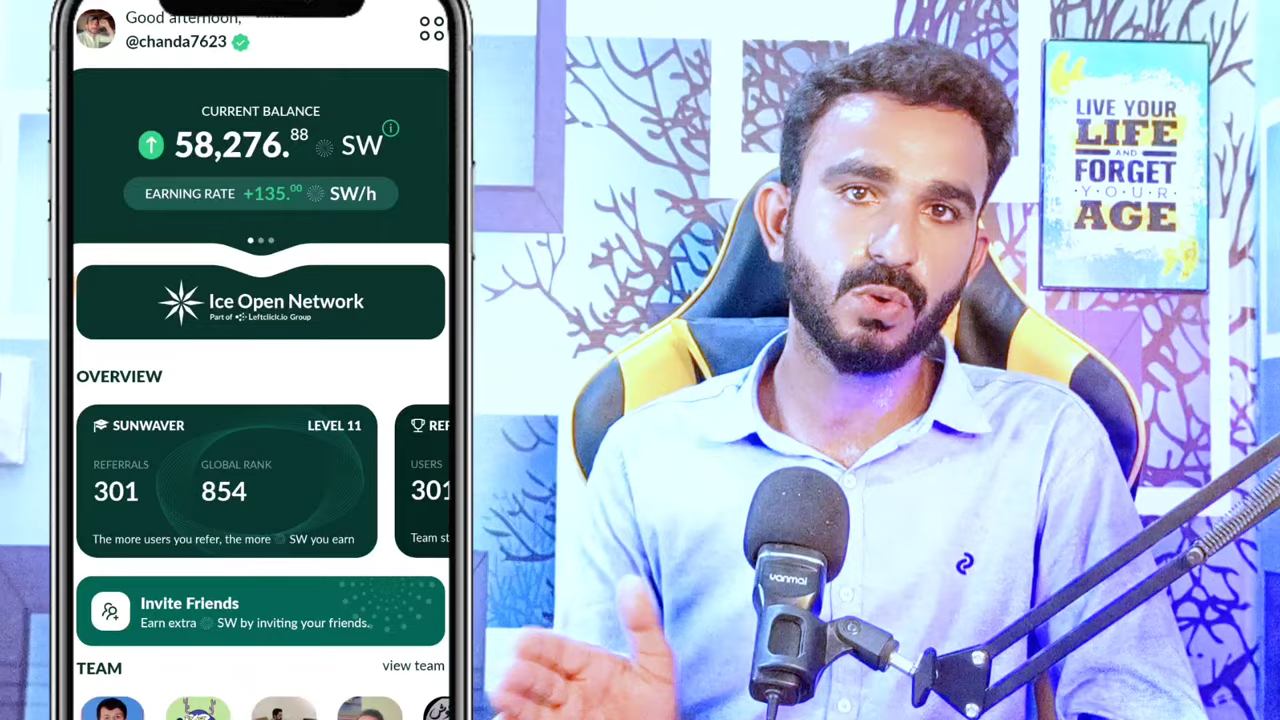 Good afternoon,
@chanda7623
CURRENT BALANCE
58,276.88 SW
EARNING RATE +135.00 SW/h
Ice Open Network
Part of Leftclick.io Group
OVERVIEW
SUNWAVER LEVEL 11
REFERRALS GLOBAL RANK
301 854
The more users you refer, the more SW you earn
REF
USERS
301
Team st
Invite Friends
Earn extra SW by inviting your friends.
TEAM view team
LIVE YOUR
LIFE
AND
FORGET
YOUR
AGE
vanmai